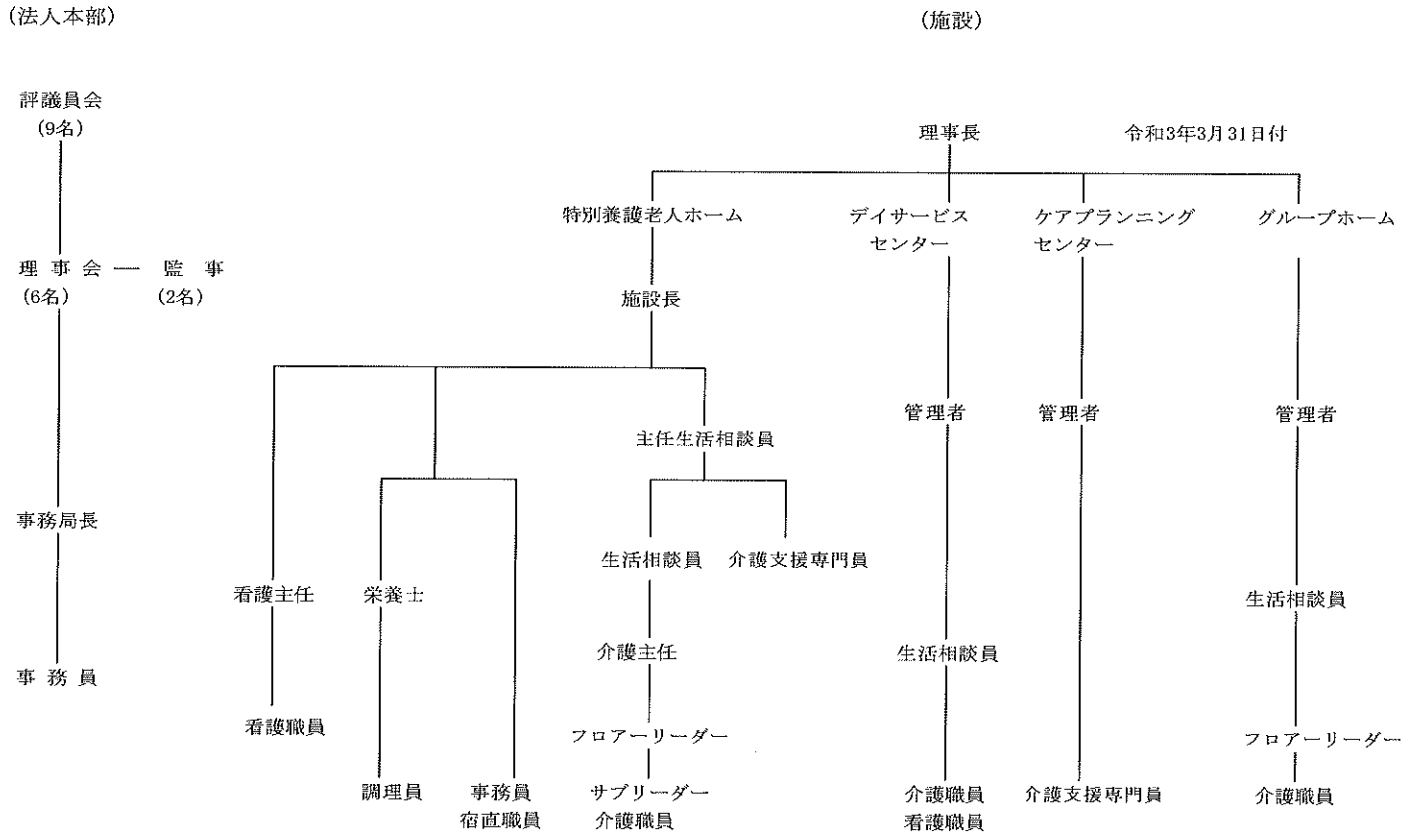 (法人本部)
(施設)
評議員会
(9名)
理事長
令和3年3月31日付
特別養護老人ホーム
デイサービス
センター
ケアプランニング
センター
グループホーム
理事会 ― 監事
(6名)
(2名)
施設長
管理者
管理者
管理者
主任生活相談員
事務局長
生活相談員
介護支援専門員
看護主任
栄養士
生活相談員
介護主任
生活相談員
事務員
看護職員
フロアーリーダー
フロアーリーダー
調理員
事務員
宿直職員
サブリーダー
介護職員
介護職員
看護職員
介護支援専門員
介護職員